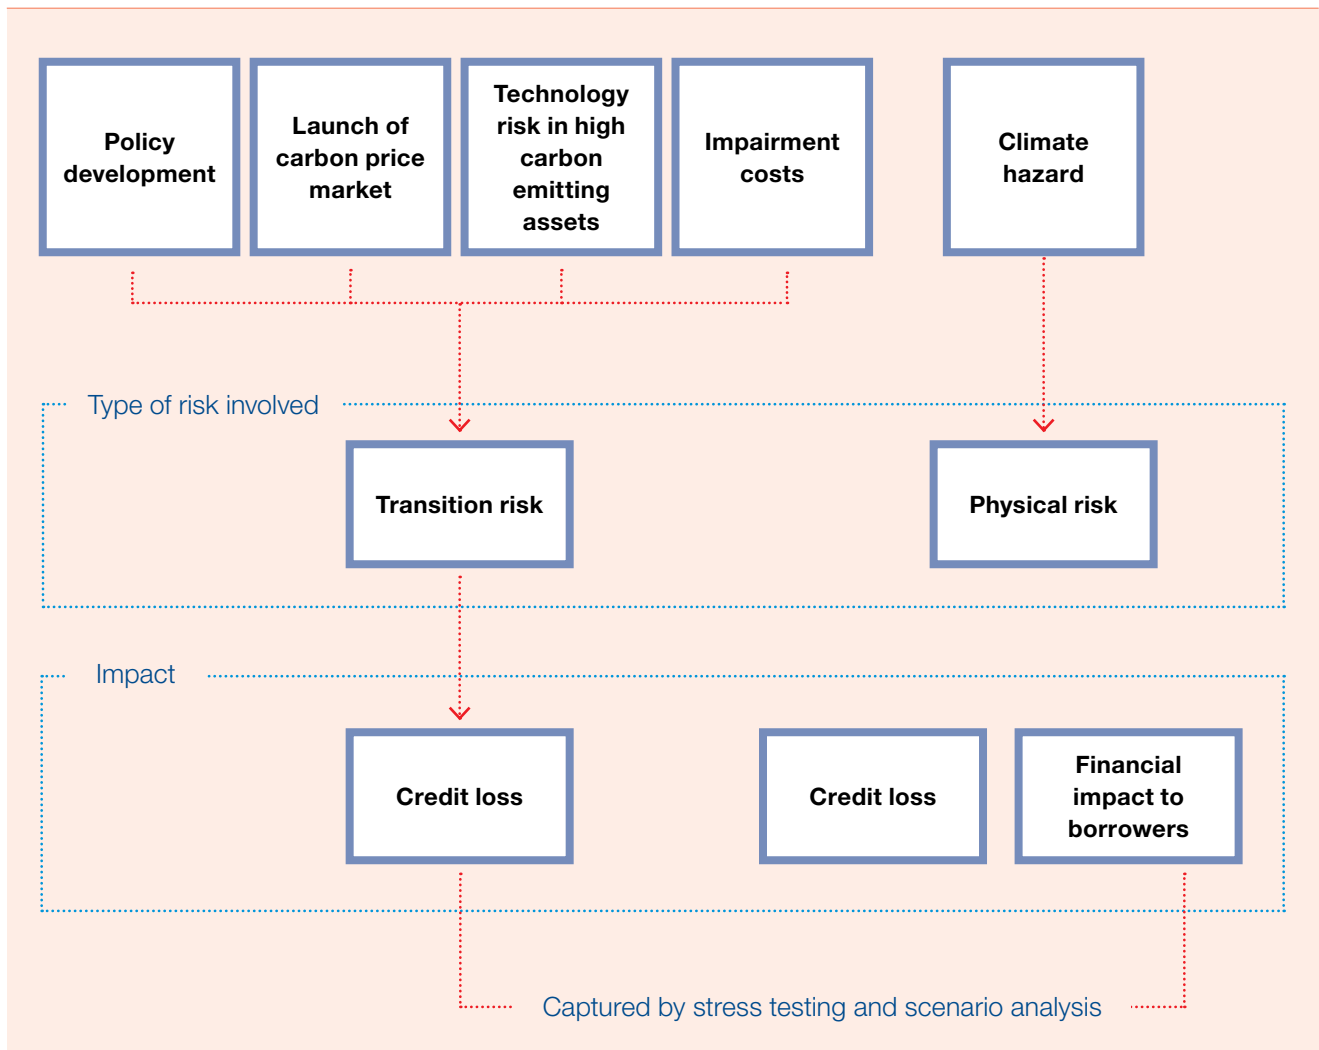 Policy
development
Launch of
carbon price
market
Technology
risk in high
carbon
emitting
assets
Impairment
costs
Climate
hazard
Type of risk involved
Transition risk
Physical risk
Impact
Credit loss
Credit loss
Financial
impact to
borrowers
Captured by stress testing and scenario analysis